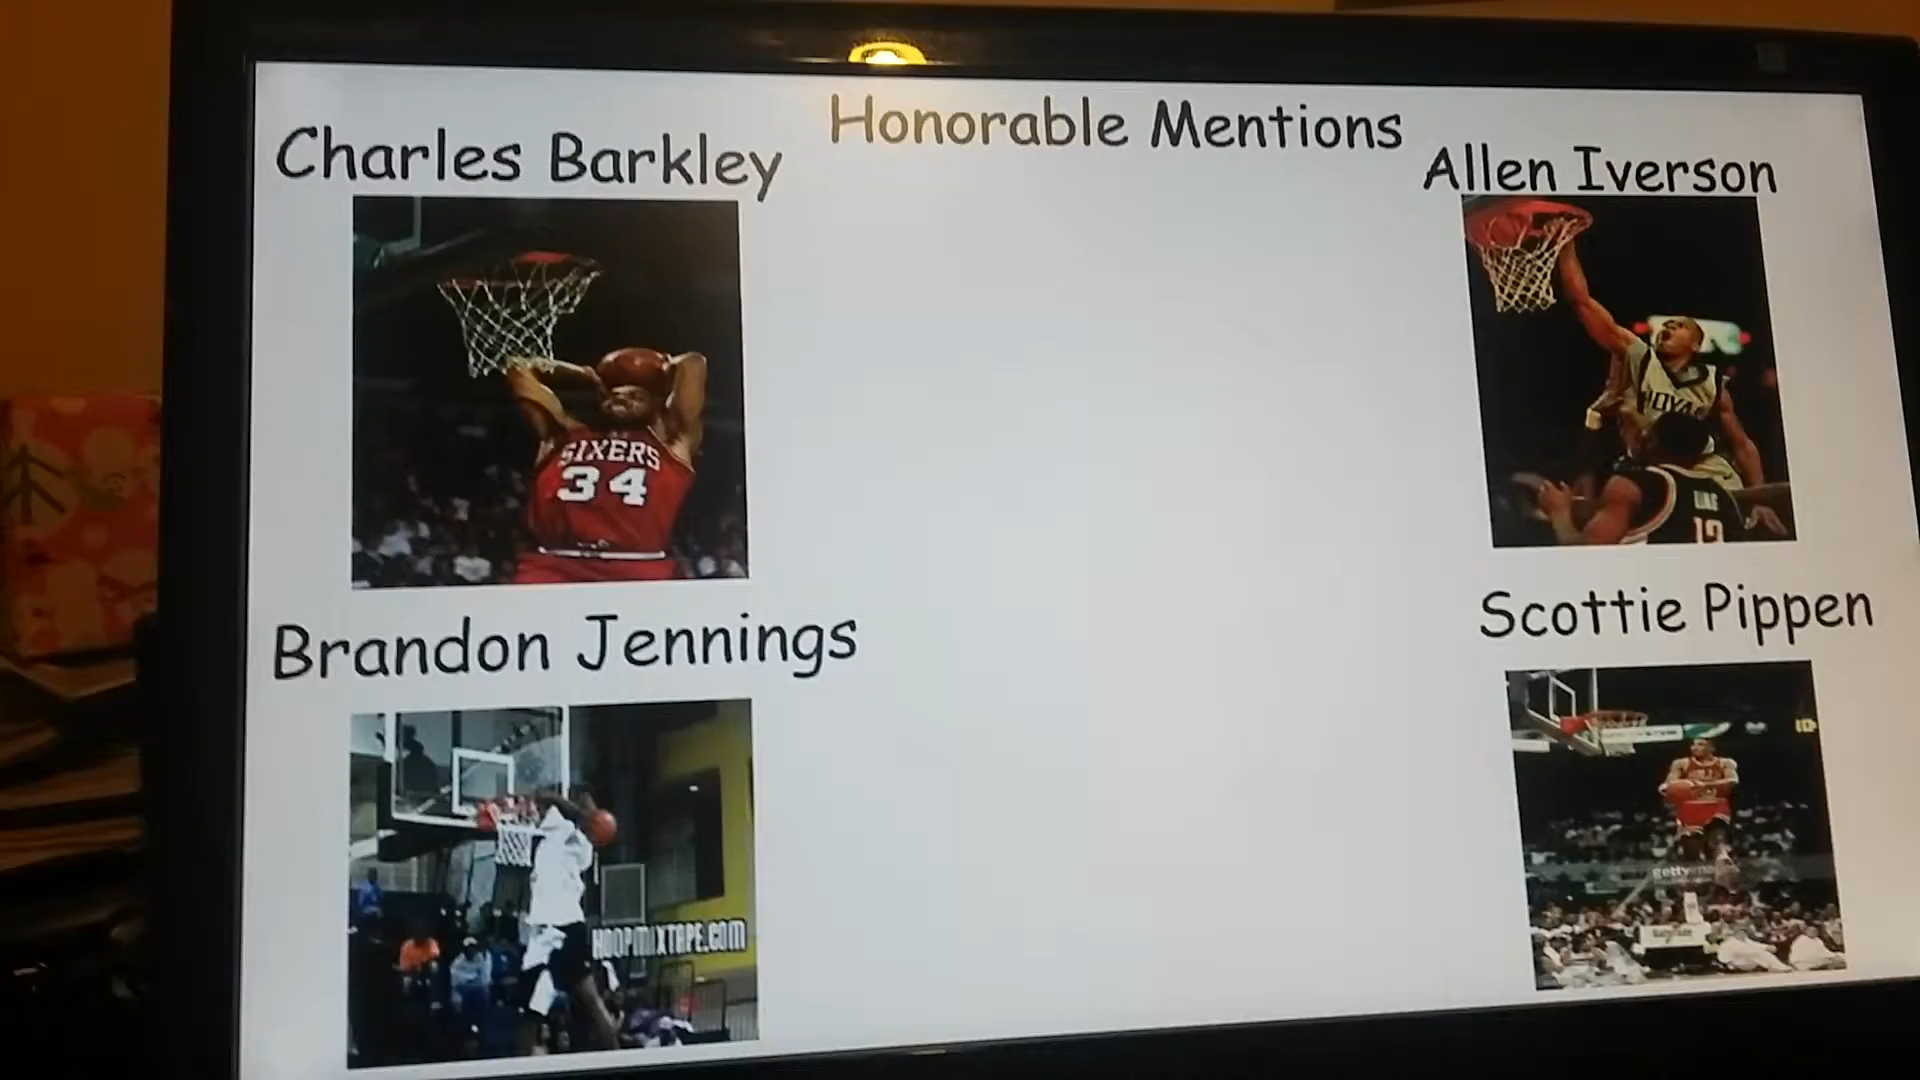 Honorable Mentions
Charles Barkley
Allen Iverson
SIXERS
34
Brandon Jennings
Scottie Pippen
HOOPMIXTAPE.COM